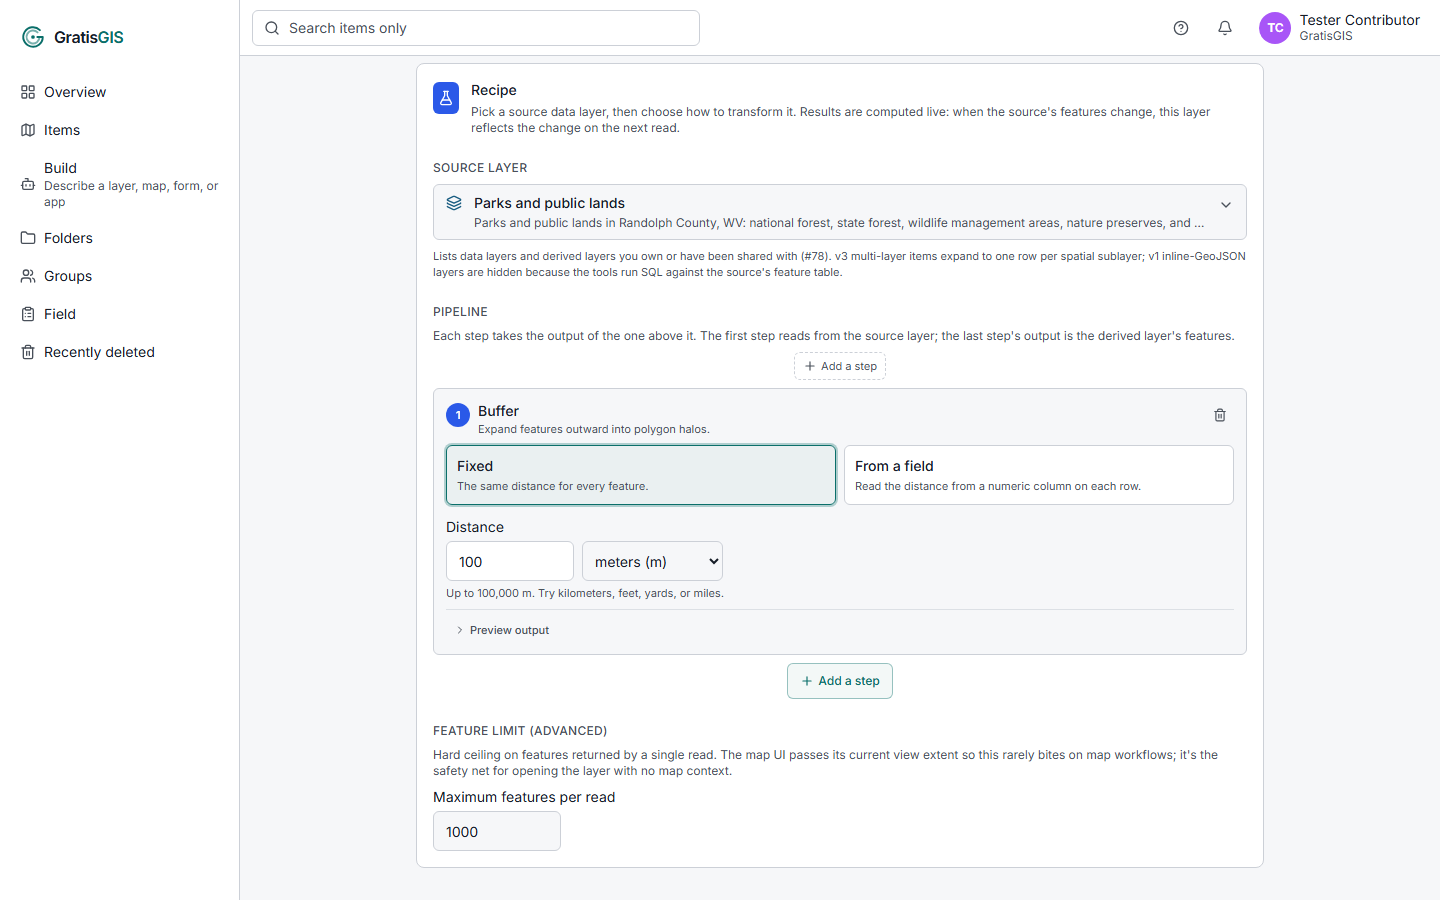 GratisGIS
Search items only
TC
Tester Contributor
GratisGIS
Overview
Items
Build
Describe a layer, map, form, or
app
Folders
Groups
Field
Recently deleted
Recipe
Pick a source data layer, then choose how to transform it. Results are computed live: when the source's features change, this layer
reflects the change on the next read.
SOURCE LAYER
Parks and public lands
Parks and public lands in Randolph County, WV: national forest, state forest, wildlife management areas, nature preserves, and ...
Lists data layers and derived layers you own or have been shared with (#78). v3 multi-layer items expand to one row per spatial sublayer; v1 inline-GeoJSON
layers are hidden because the tools run SQL against the source's feature table.
PIPELINE
Each step takes the output of the one above it. The first step reads from the source layer; the last step's output is the derived layer's features.
Add a step
1
Buffer
Expand features outward into polygon halos.
Fixed
The same distance for every feature.
From a field
Read the distance from a numeric column on each row.
Distance
100
meters (m)
Up to 100,000 m. Try kilometers, feet, yards, or miles.
Preview output
Add a step
FEATURE LIMIT (ADVANCED)
Hard ceiling on features returned by a single read. The map UI passes its current view extent so this rarely bites on map workflows; it's the
safety net for opening the layer with no map context.
Maximum features per read
1000